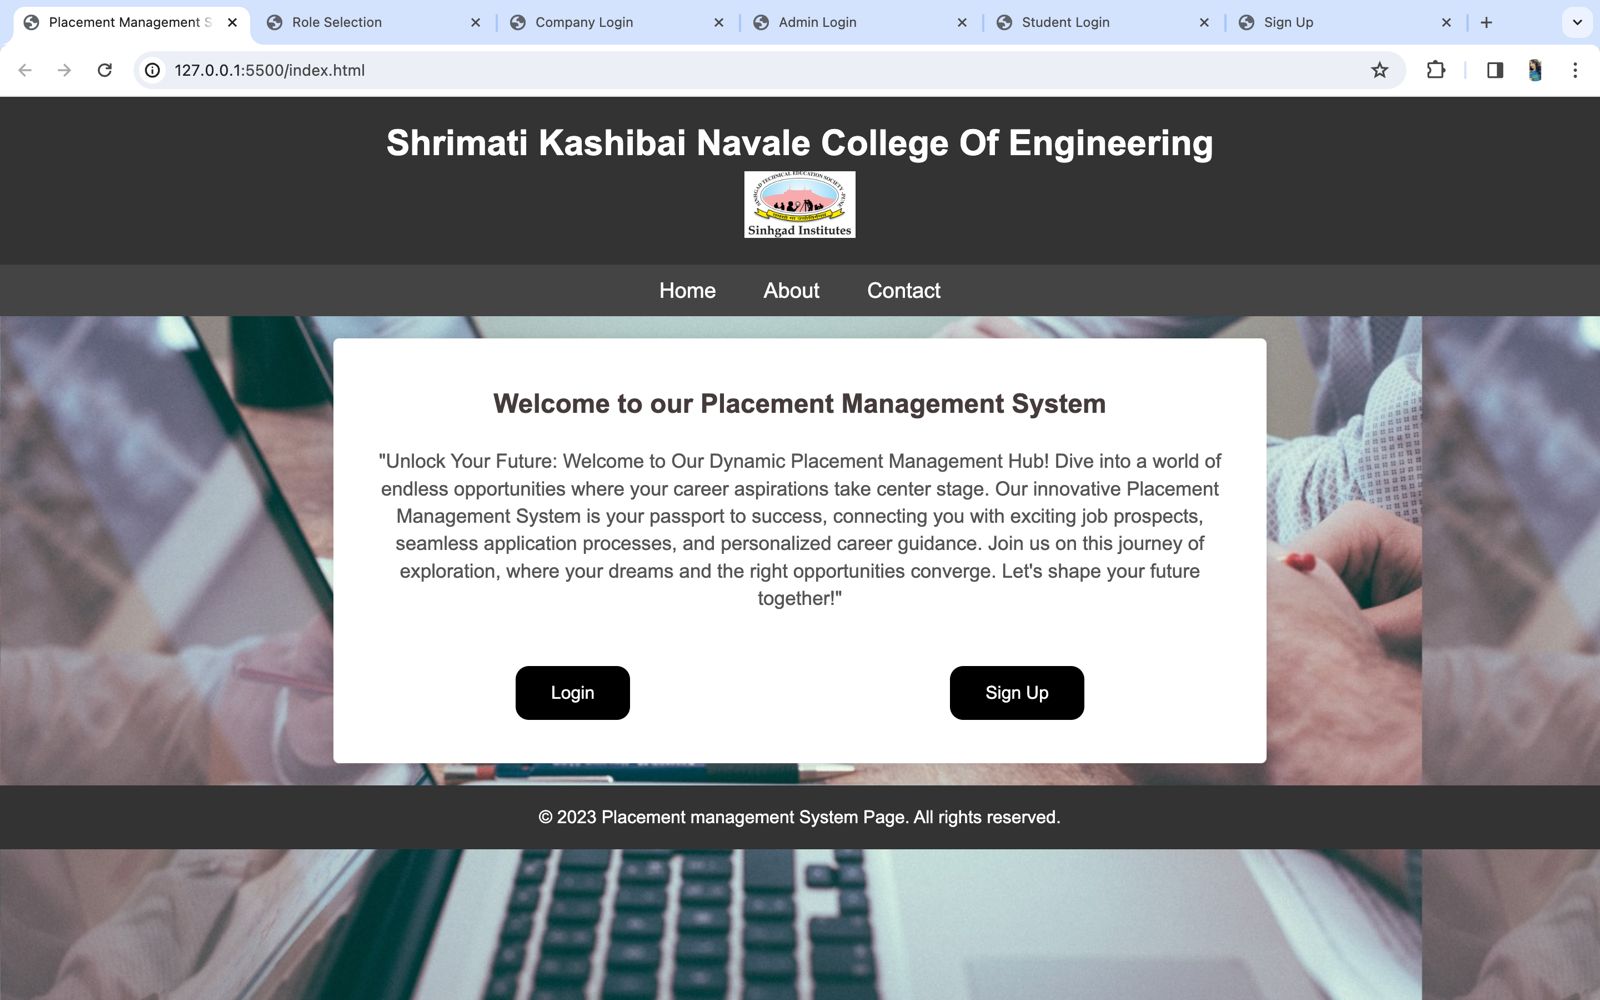 Placement Management S
Role Selection
Company Login
Admin Login
Student Login
Sign Up
127.0.0.1:5500/index.html
Shrimati Kashibai Navale College Of Engineering
SINHGAD TECHNICAL EDUCATION SOCIETY
Sinhgad Institutes
Home
About
Contact
Welcome to our Placement Management System
"Unlock Your Future: Welcome to Our Dynamic Placement Management Hub! Dive into a world of
endless opportunities where your career aspirations take center stage. Our innovative Placement
Management System is your passport to success, connecting you with exciting job prospects,
seamless application processes, and personalized career guidance. Join us on this journey of
exploration, where your dreams and the right opportunities converge. Let's shape your future
together!"
Login
Sign Up
© 2023 Placement management System Page. All rights reserved.